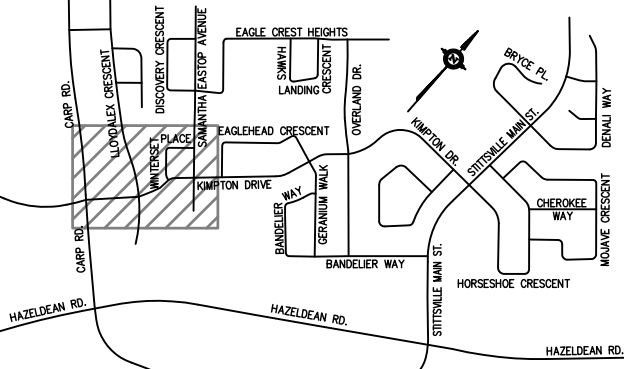 EAGLE CREST HEIGHTS
DISCOVERY CRESCENT
SAMANTHA EASTOP AVENUE
HAWKS
LANDING
CRESCENT
OVERLAND DR.
N
BRYCE PL.
CARP RD.
LLOYDALEX CRESCENT
DENALI WAY
EAGLEHEAD CRESCENT
WINTERSET
PLACE
KIMPTON DR.
STITTSVILLE MAIN ST.
KIMPTON DRIVE
BANDELIER
WAY
GERANIUM WALK
CHEROKEE
WAY
MOJAVE CRESCENT
CARP RD.
BANDELIER WAY
STITTSVILLE MAIN ST.
HORSESHOE CRESCENT
HAZELDEAN RD.
HAZELDEAN RD.
HAZELDEAN RD.